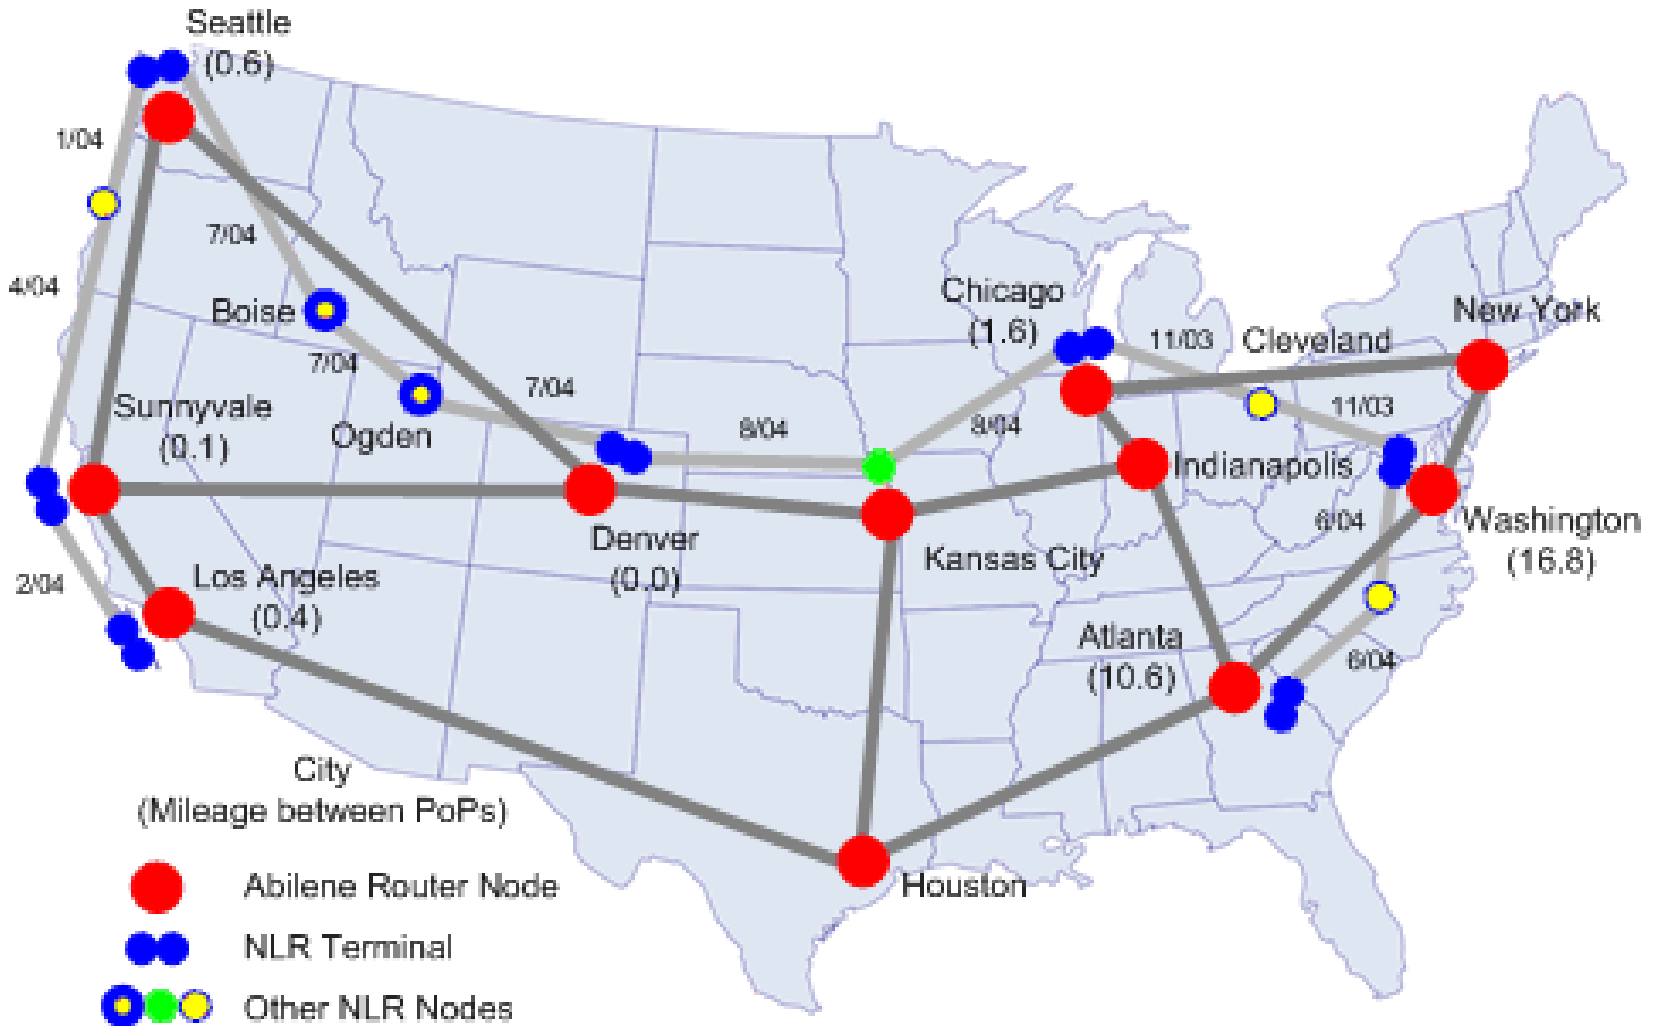 Seattle
(0.6)
1/04
7/04
4/04
Boise
7/04
Chicago
(1.6)
11/03
Cleveland
New York
Sunnyvale
(0.1)
Ogden
7/04
8/04
8/04
11/03
Indianapolis
6/04
Washington
(16.8)
Denver
(0.0)
Kansas City
2/04
Los Angeles
(0.4)
Atlanta
(10.6)
6/04
City
(Mileage between PoPs)
Houston
Abilene Router Node
NLR Terminal
Other NLR Nodes